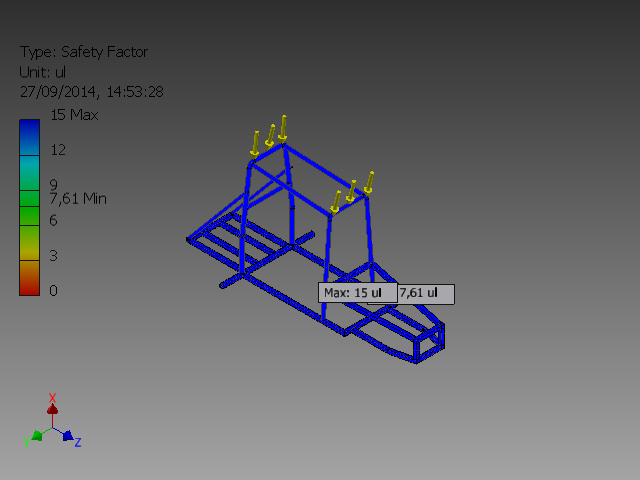 Type: Safety Factor
Unit: ul
27/09/2014, 14:53:28
15 Max
12
9
7,61 Min
6
3
0
Max: 15 ul
7,61 ul
X
Y
Z